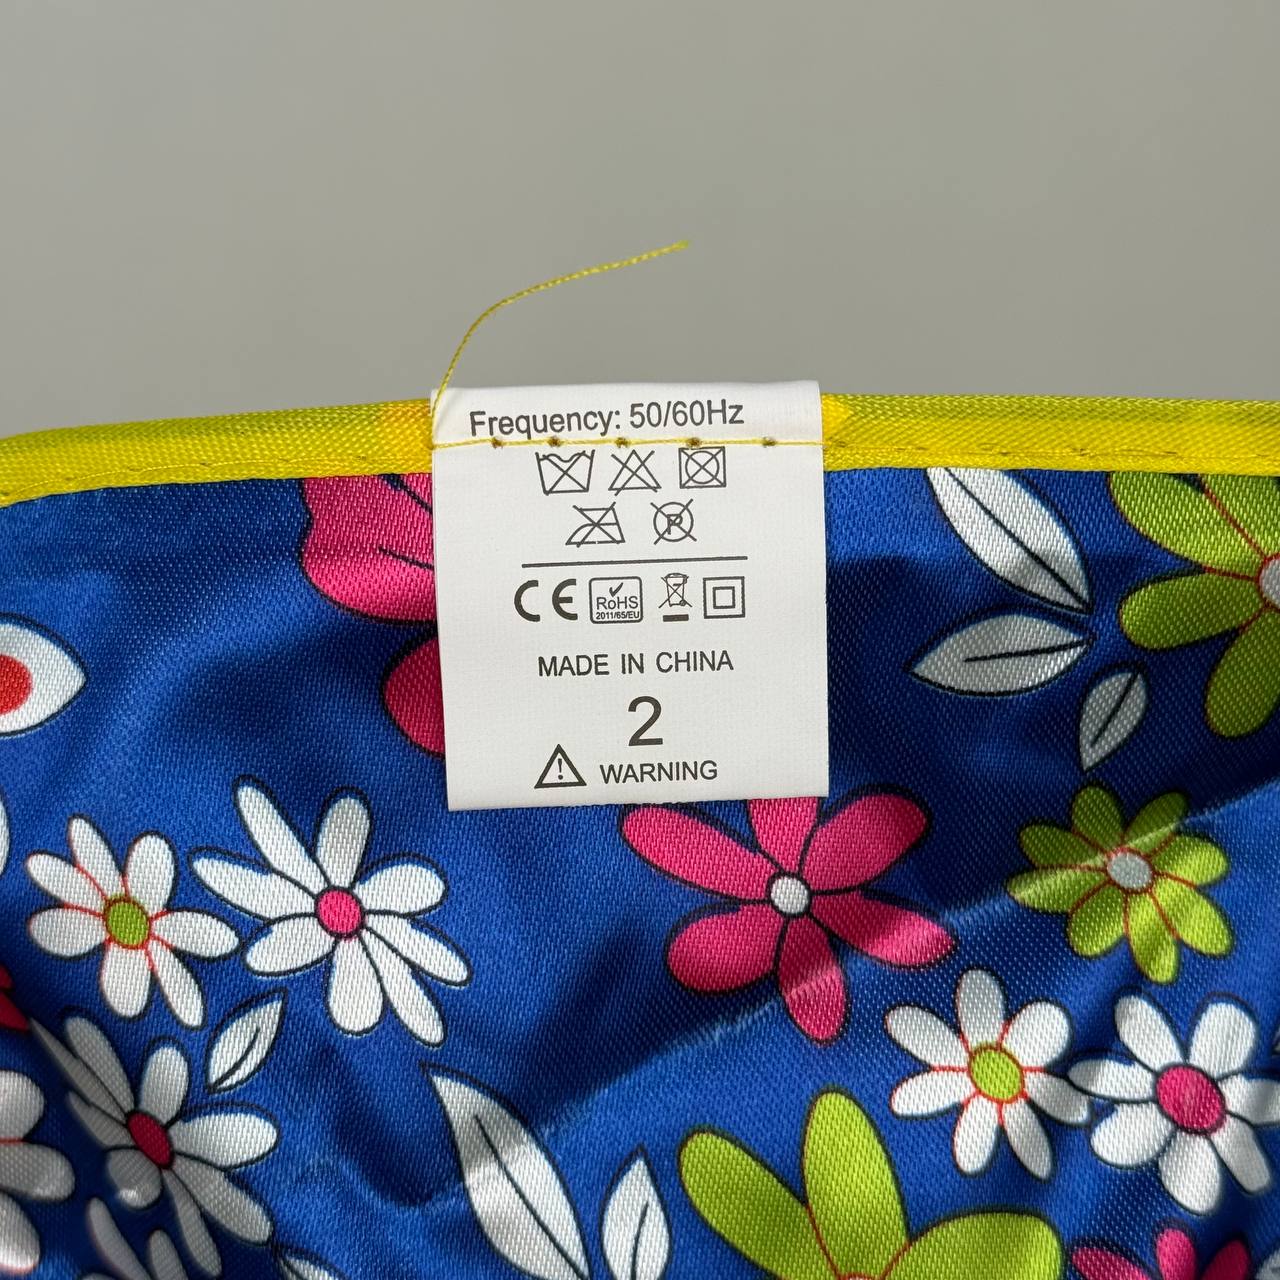 Frequency: 50/60Hz
P
CE RoHS
2011/65/EU
MADE IN CHINA
2
! WARNING